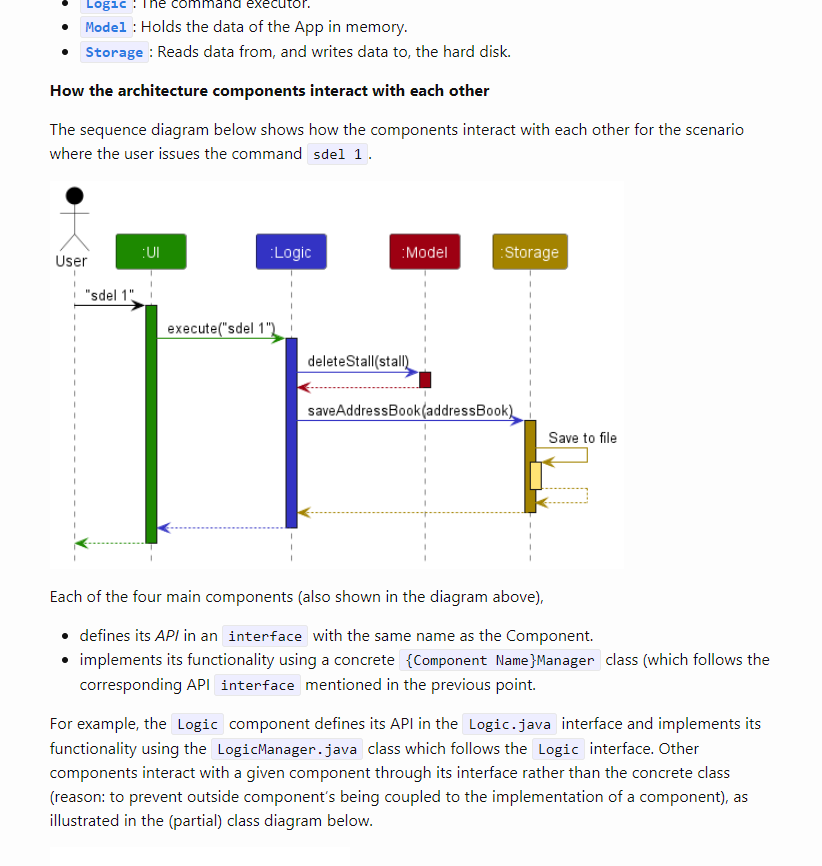 Logic : The command executor.
Model : Holds the data of the App in memory.
Storage : Reads data from, and writes data to, the hard disk.
How the architecture components interact with each other
The sequence diagram below shows how the components interact with each other for the scenario
where the user issues the command sdel 1 .
User
:UI
:Logic
:Model
:Storage
"sdel 1"
execute("sdel 1")
deleteStall(stall)
saveAddressBook(addressBook)
Save to file
Each of the four main components (also shown in the diagram above),
defines its API in an interface with the same name as the Component.
implements its functionality using a concrete {Component Name}Manager class (which follows the
corresponding API interface mentioned in the previous point.
For example, the Logic component defines its API in the Logic.java interface and implements its
functionality using the LogicManager.java class which follows the Logic interface. Other
components interact with a given component through its interface rather than the concrete class
(reason: to prevent outside component's being coupled to the implementation of a component), as
illustrated in the (partial) class diagram below.